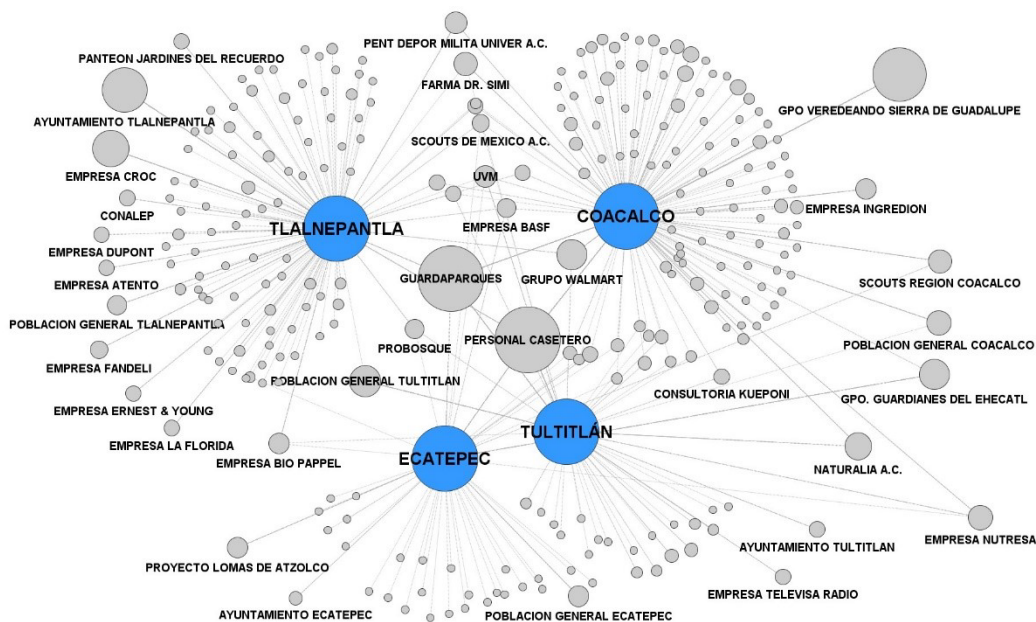 PENT DEPOR MILITA UNIVER A.C.
PANTEON JARDINES DEL RECUERDO
FARMA DR. SIMI
GPO VEREDEANDO SIERRA DE GUADALUPE
AYUNTAMIENTO TLALNEPANTLA
SCOUTS DE MEXICO A.C.
EMPRESA CROC
UVM
CONALEP
TLALNEPANTLA
COACALCO
EMPRESA INGREDION
EMPRESA BASF
EMPRESA DUPONT
GUARDAPARQUES
GRUPO WALMART
EMPRESA ATENTO
SCOUTS REGION COACALCO
POBLACION GENERAL TLALNEPANTLA
PROBOSQUE
PERSONAL CASETERO
POBLACION GENERAL COACALCO
EMPRESA FANDELI
POBLACION GENERAL TULTITLAN
CONSULTORIA KUEPONI
GPO. GUARDIANES DEL EHECATL
EMPRESA ERNEST & YOUNG
TULTITLÁN
EMPRESA LA FLORIDA
ECATEPEC
EMPRESA BIO PAPPEL
NATURALIA A.C.
EMPRESA NUTRESA
AYUNTAMIENTO TULTITLAN
PROYECTO LOMAS DE ATZOLCO
EMPRESA TELEVISA RADIO
AYUNTAMIENTO ECATEPEC
POBLACION GENERAL ECATEPEC